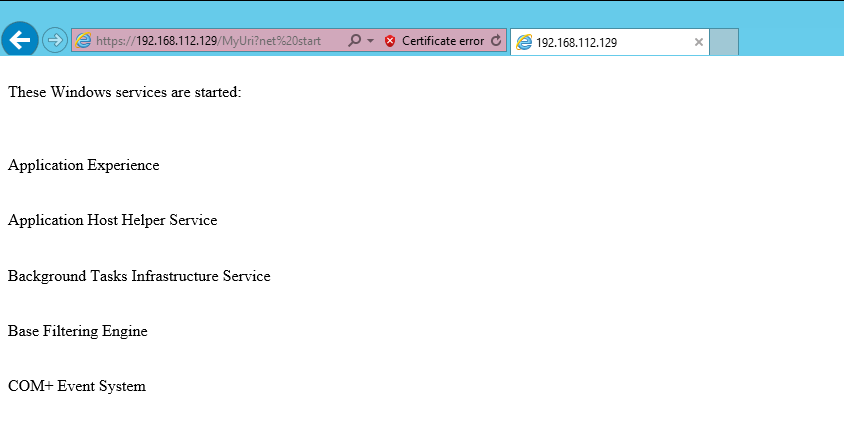 https://192.168.112.129/MyUri?net%20start
Certificate error
192.168.112.129
These Windows services are started:
Application Experience
Application Host Helper Service
Background Tasks Infrastructure Service
Base Filtering Engine
COM+ Event System